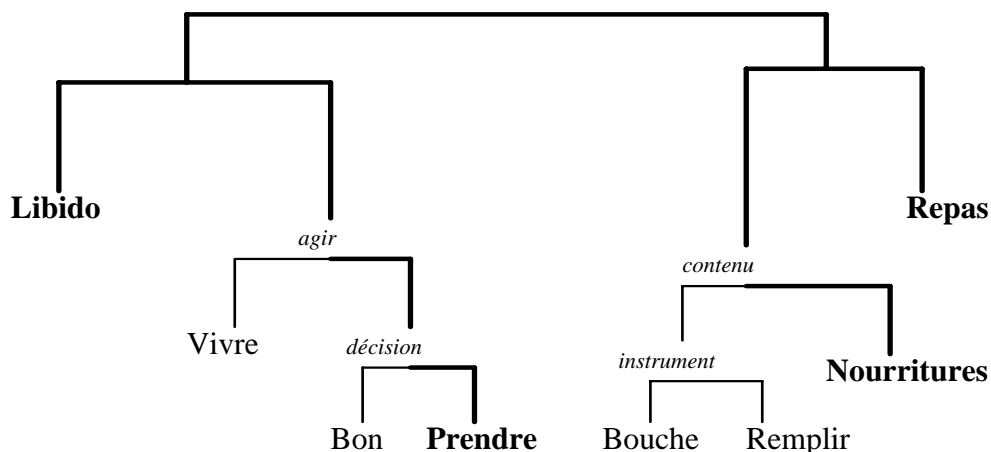 Libido
Repas
agir
contenu
Vivre
décision
instrument
Nourritures
Bon
Prendre
Bouche
Remplir